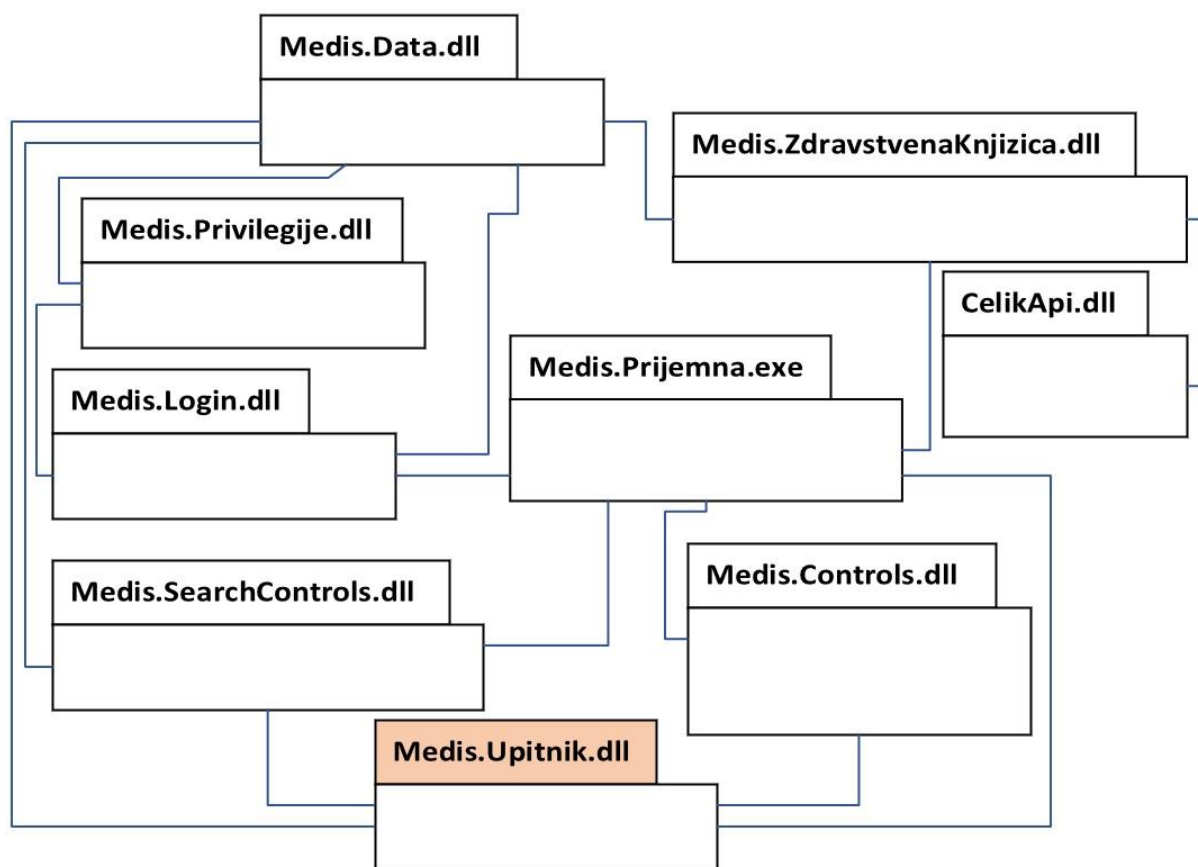 Medis.Data.dll
Medis.ZdravstvenaKnjizica.dll
Medis.Privilegije.dll
CelikApi.dll
Medis.Prijemna.exe
Medis.Login.dll
Medis.Controls.dll
Medis.SearchControls.dll
Medis.Upitnik.dll